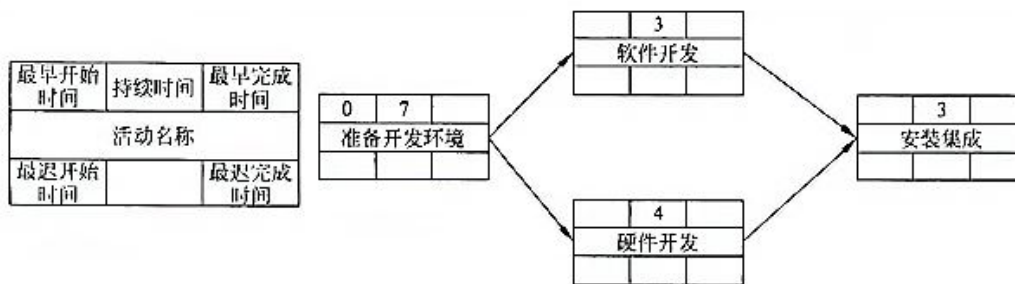 最早开始时间
持续时间
最早完成时间
活动名称
最迟开始时间
最迟完成时间
0 7
准备开发环境
3
软件开发
4
硬件开发
3
安装集成